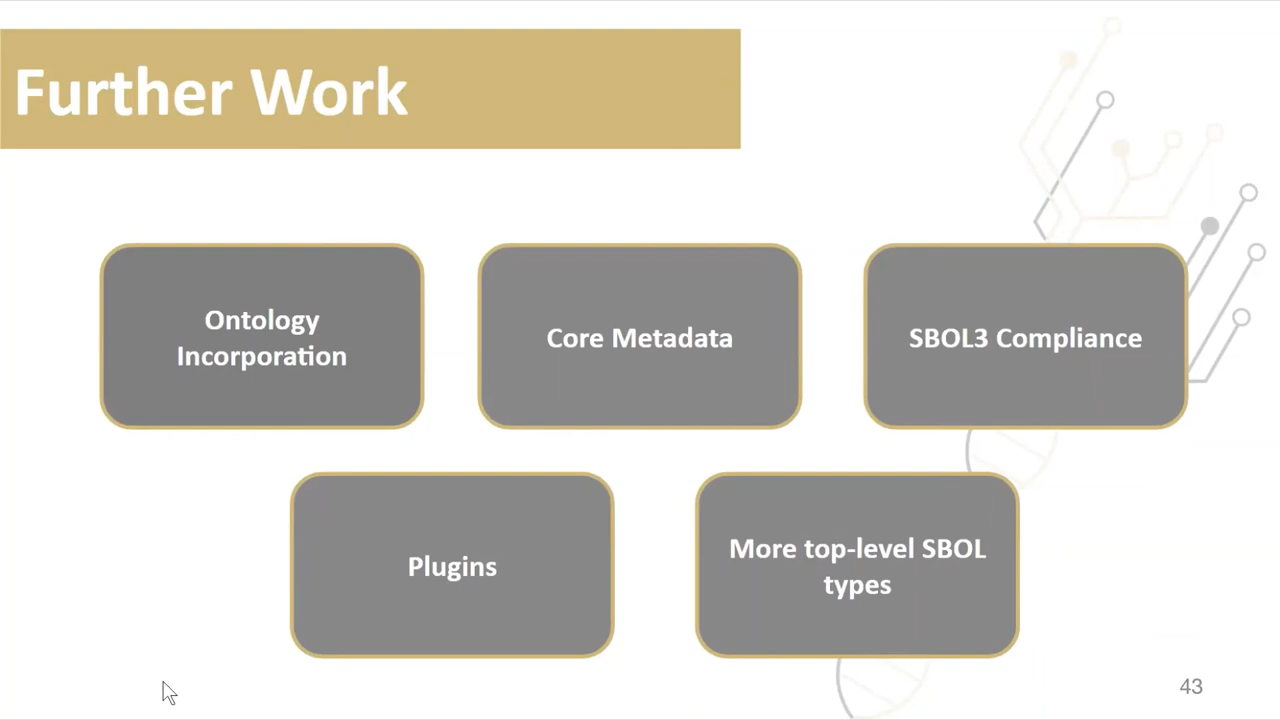 Further Work
Ontology
Incorporation
Core Metadata
SBOL3 Compliance
Plugins
More top-level SBOL
types
43